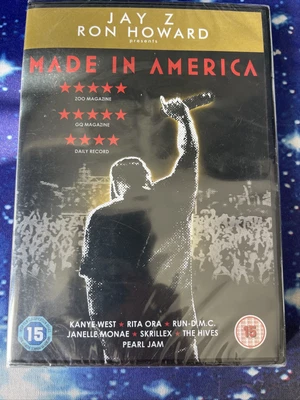 JAY Z
RON HOWARD
presents
MADE IN AMERICA
★★★★★
ZOO MAGAZINE
★★★★★
GQ MAGAZINE
★★★★
DAILY RECORD
KANYE WEST ★ RITA ORA ★ RUN-D.M.C.
JANELLE MONAE ★ SKRILLEX ★ THE HIVES
PEARL JAM
15
15